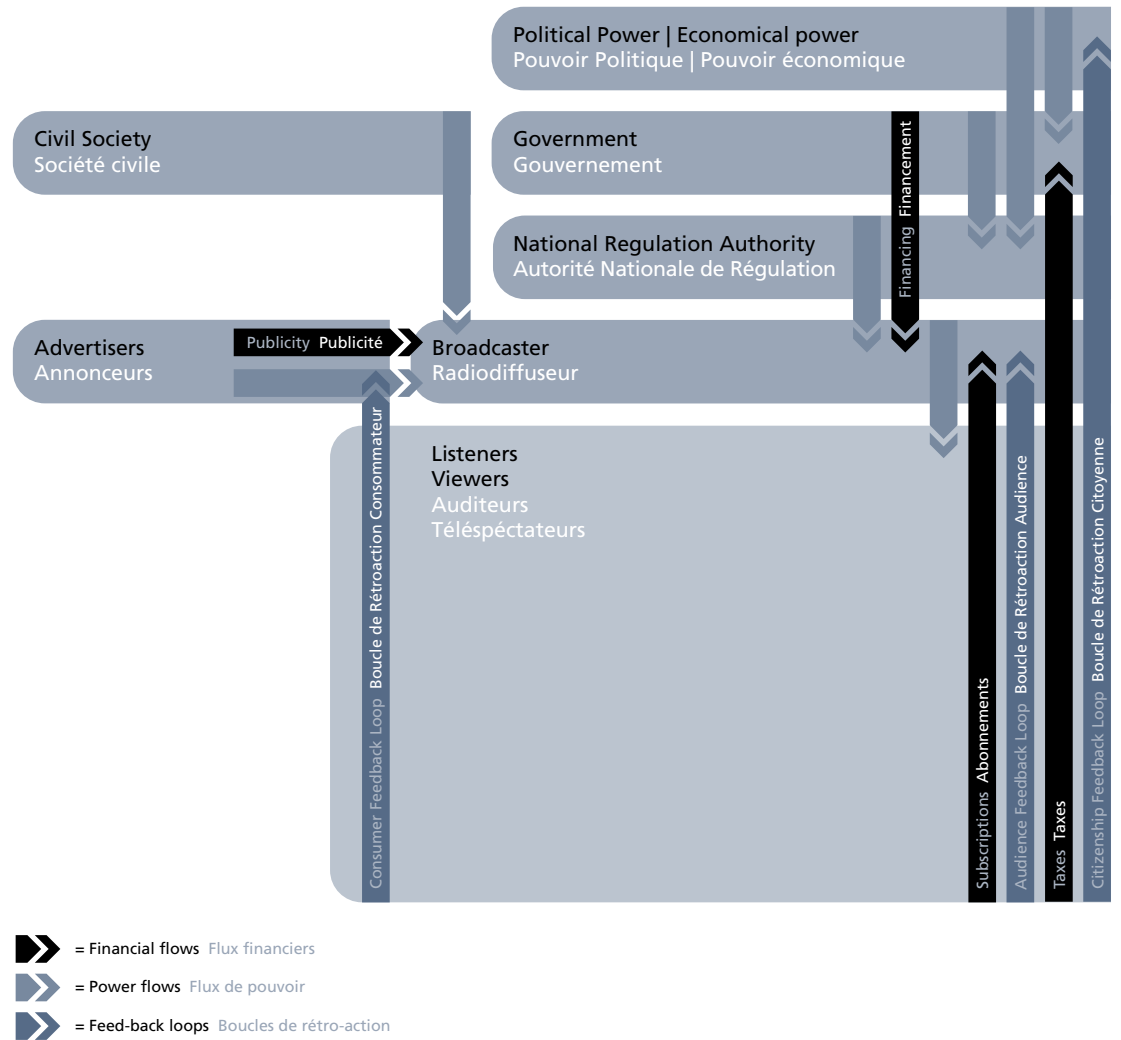 Political Power | Economical power
Pouvoir Politique | Pouvoir économique
Civil Society
Société civile
Government
Gouvernement
Financing Financement
National Regulation Authority
Autorité Nationale de Régulation
Advertisers
Annonceurs
Publicity Publicité
Broadcaster
Radiodiffuseur
Listeners
Viewers
Auditeurs
Téléspéctateurs
Consumer Feedback Loop Boucle de Rétroaction Consommateur
Subscriptions Abonnements
Audience Feedback Loop Boucle de Rétroaction Audience
Taxes Taxes
Citizenship Feedback Loop Boucle de Rétroaction Citoyenne
= Financial flows Flux financiers
= Power flows Flux de pouvoir
= Feed-back loops Boucles de rétro-action